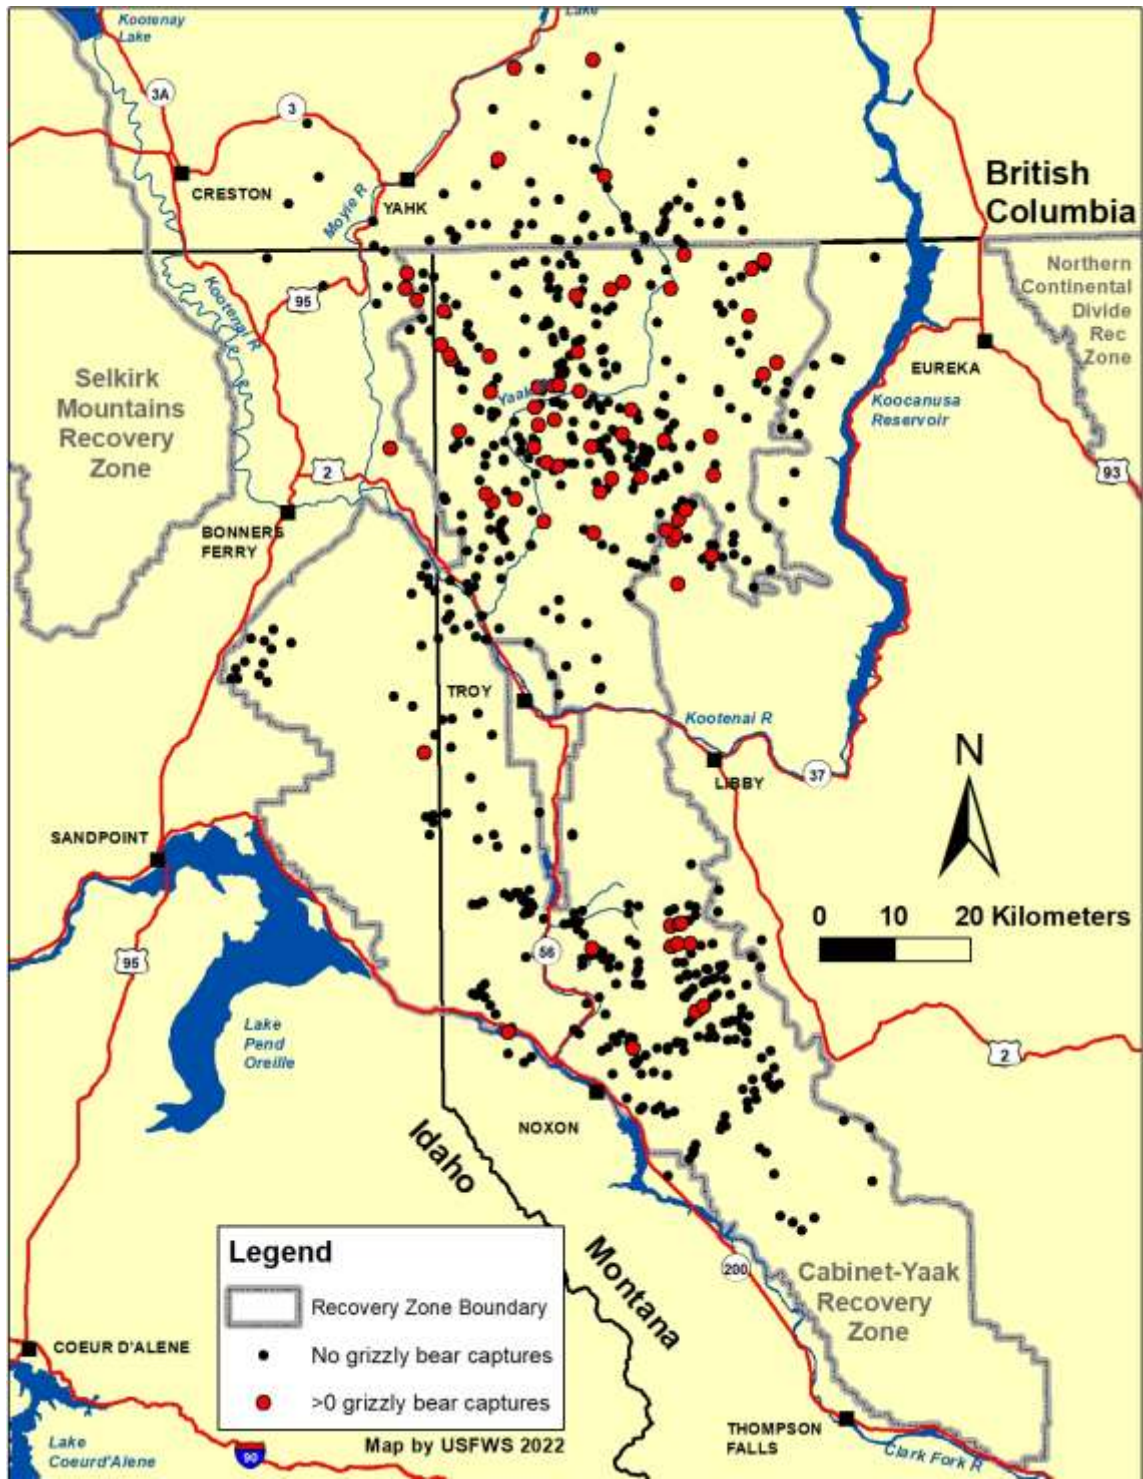 Kootenay
Lake
Lake
3A
3
CRESTON
YAHK
Moyie R
British
Columbia
Northern
Continental
Divide
Rec
Zone
95
Kootenai R
EUREKA
Selkirk
Mountains
Recovery
Zone
Yaak
Koocanusa
Reservoir
2
93
BONNERS
FERRY
TROY
Kootenai R
LIBBY
37
N
SANDPOINT
0 10 20 Kilometers
95
56
Lake
Pend
Oreille
2
NOXON
Idaho
Montana
200
Cabinet-Yaak
Recovery
Zone
Legend
Recovery Zone Boundary
No grizzly bear captures
>0 grizzly bear captures
COEUR D'ALENE
THOMPSON
FALLS
Clark Fork R
Map by USFWS 2022
90
Lake
Coeurd'Alene